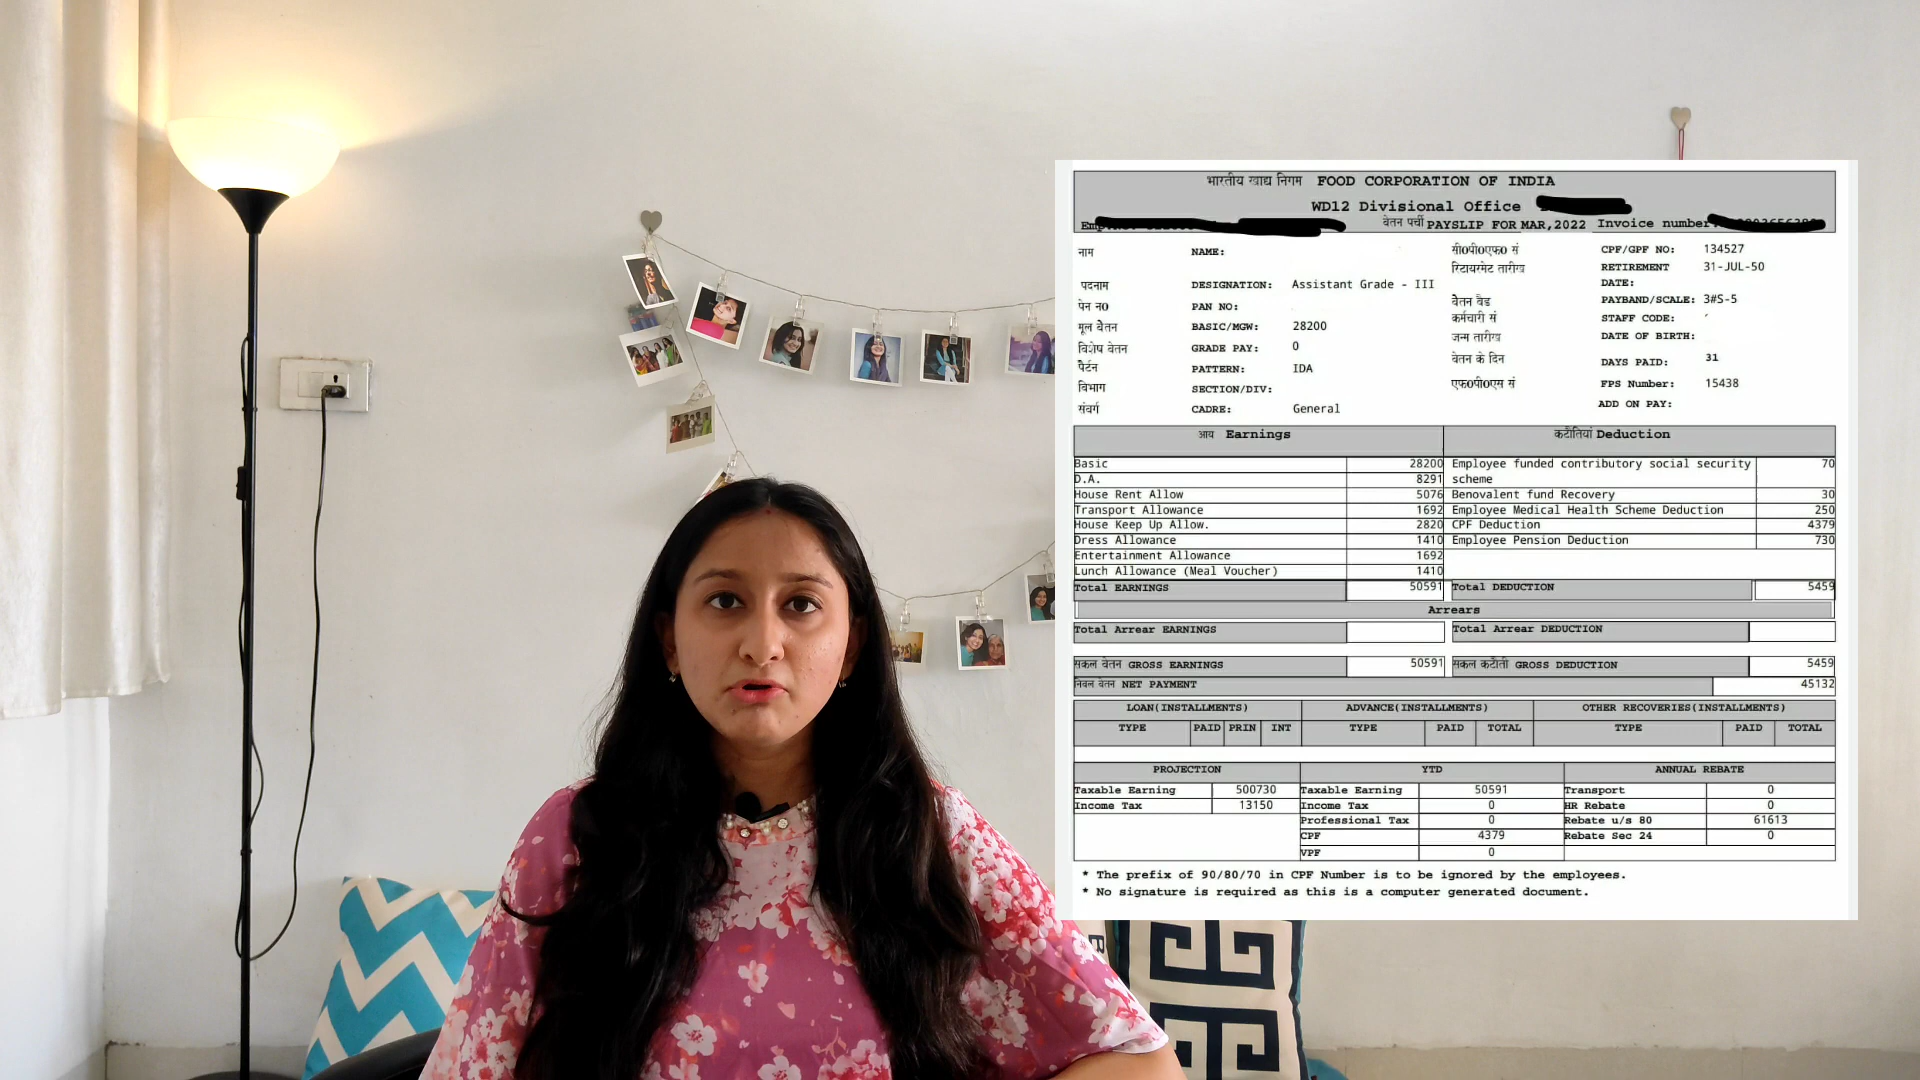 भारतीय खाद्य निगम FOOD CORPORATION OF INDIA
WD12 Divisional Office
वेतन पर्ची PAYSLIP FOR MAR,2022 Invoice number
नाम NAME: सी0पी0एफ0 सं CPF/GPF NO: 134527
रिटायरमेट तारीख RETIREMENT DATE: 31-JUL-50
पदनाम DESIGNATION: Assistant Grade - III
पेन न0 PAN NO: वेतन बैड PAYBAND/SCALE: 3#S-5
मूल वेतन BASIC/MGW: 28200 कर्मचारी सं STAFF CODE:
विशेष वेतन GRADE PAY: 0 जन्म तारीख DATE OF BIRTH:
पैर्टन PATTERN: IDA वेतन के दिन DAYS PAID: 31
विभाग SECTION/DIV: एफ0पी0एस सं FPS Number: 15438
संवर्ग CADRE: General ADD ON PAY:
आय Earnings कटौतियां Deduction
Basic 28200 Employee funded contributory social security 70
D.A. 8291 scheme
House Rent Allow 5076 Benovalent fund Recovery 30
Transport Allowance 1692 Employee Medical Health Scheme Deduction 250
House Keep Up Allow. 2820 CPF Deduction 4379
Dress Allowance 1410 Employee Pension Deduction 730
Entertainment Allowance 1692
Lunch Allowance (Meal Voucher) 1410
Total EARNINGS 50591 Total DEDUCTION 5459
Arrears
Total Arrear EARNINGS Total Arrear DEDUCTION
सकल वेतन GROSS EARNINGS 50591 सकल कटौती GROSS DEDUCTION 5459
निवल वेतन NET PAYMENT 45132
LOAN(INSTALLMENTS) ADVANCE(INSTALLMENTS) OTHER RECOVERIES(INSTALLMENTS)
TYPE PAID PRIN INT TYPE PAID TOTAL TYPE PAID TOTAL
PROJECTION YTD ANNUAL REBATE
Taxable Earning 500730 Taxable Earning 50591 Transport 0
Income Tax 13150 Income Tax 0 HR Rebate 0
Professional Tax 0 Rebate u/s 80 61613
CPF 4379 Rebate Sec 24 0
VPF 0
* The prefix of 90/80/70 in CPF Number is to be ignored by the employees.
* No signature is required as this is a computer generated document.